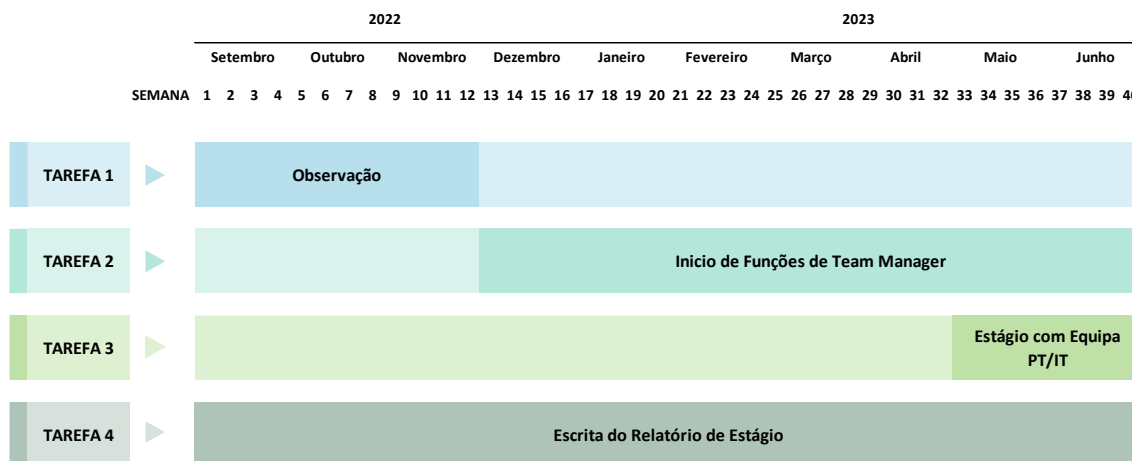 2022 2023
Setembro Outubro Novembro Dezembro Janeiro Fevereiro Março Abril Maio Junho
SEMANA 1 2 3 4 5 6 7 8 9 10 11 12 13 14 15 16 17 18 19 20 21 22 23 24 25 26 27 28 29 30 31 32 33 34 35 36 37 38 39 40
TAREFA 1 Observação
TAREFA 2 Inicio de Funções de Team Manager
TAREFA 3 Estágio com Equipa
PT/IT
TAREFA 4 Escrita do Relatório de Estágio